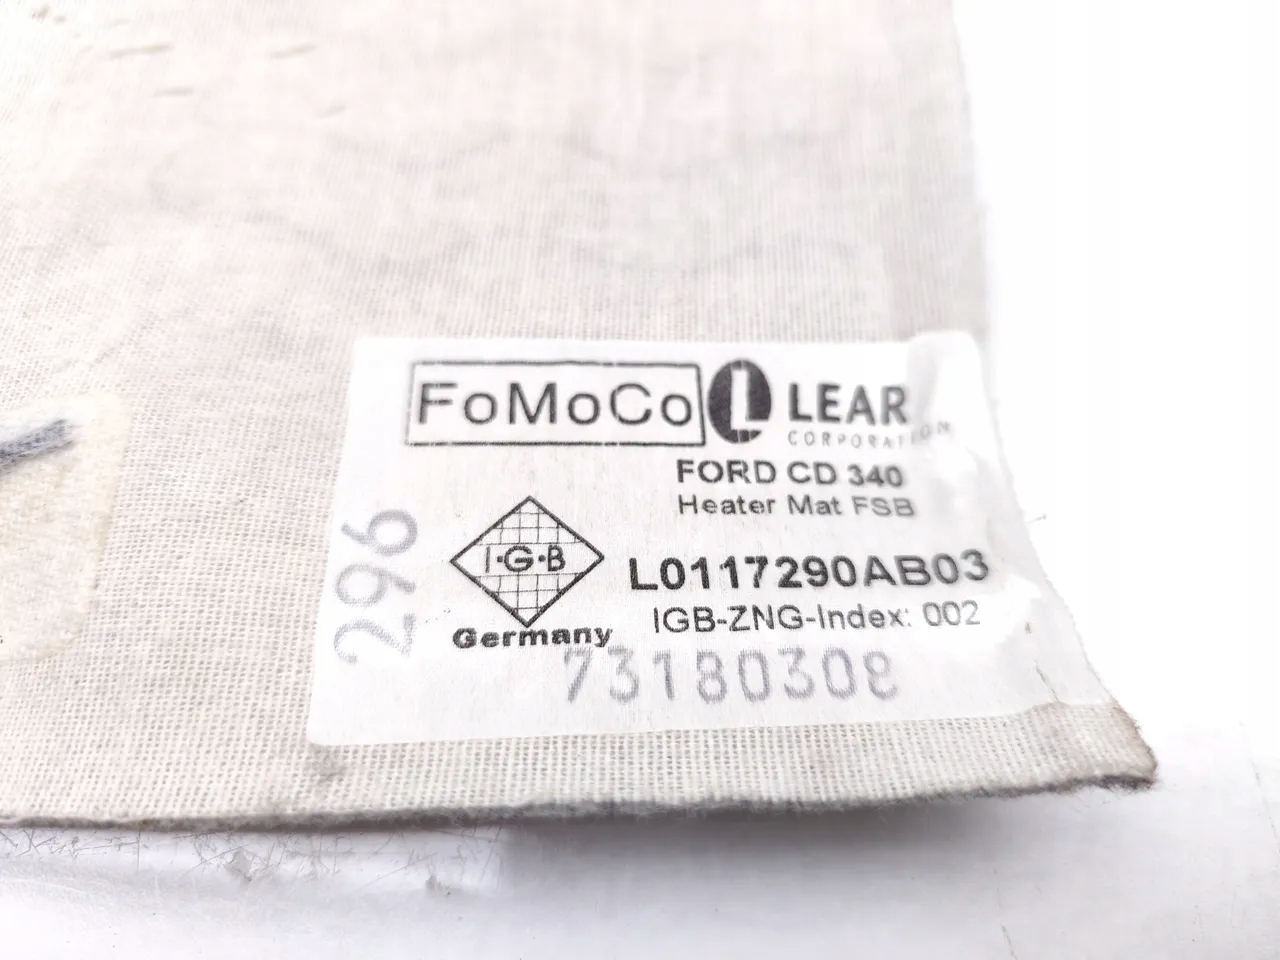 FoMoCo
L LEAR
CORPORATION
FORD CD 340
Heater Mat FSB
296
I·G·B
Germany
L0117290AB03
IGB-ZNG-Index: 002
73180308